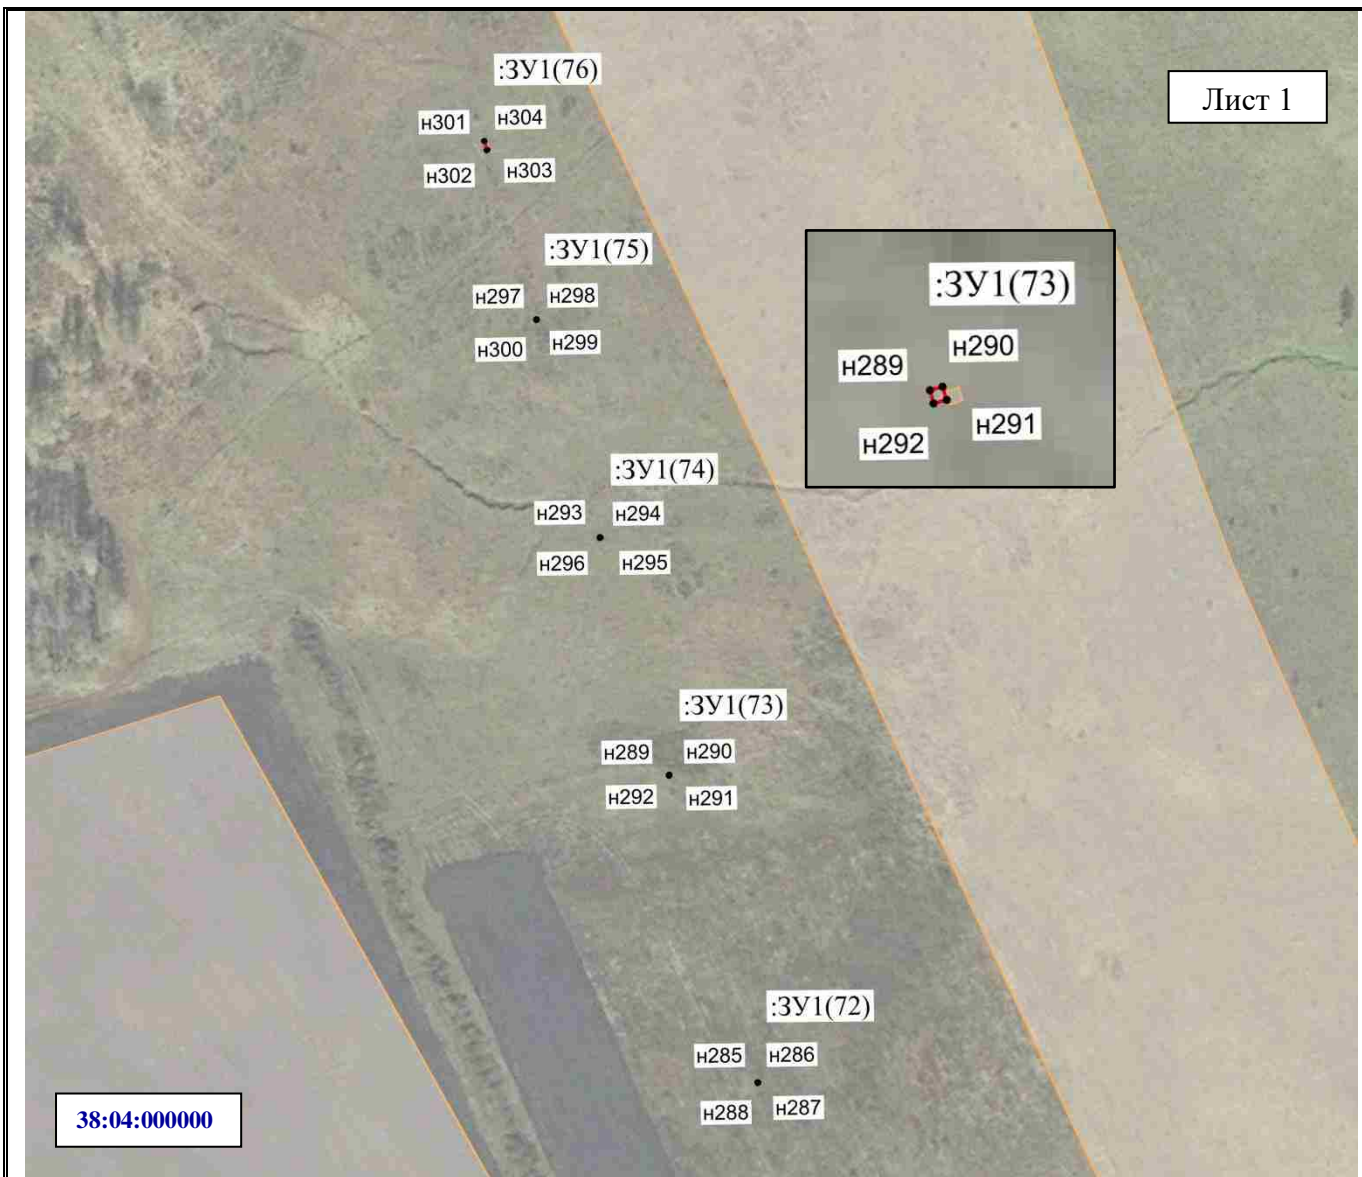 :ЗУ1(76)
Лист 1
н301 н304
н302 н303
:ЗУ1(75)
н297 н298
н300 н299
:ЗУ1(73)
н289 н290
н292 н291
:ЗУ1(74)
н293 н294
н296 н295
:ЗУ1(73)
н289 н290
н292 н291
:ЗУ1(72)
н285 н286
н288 н287
38:04:000000